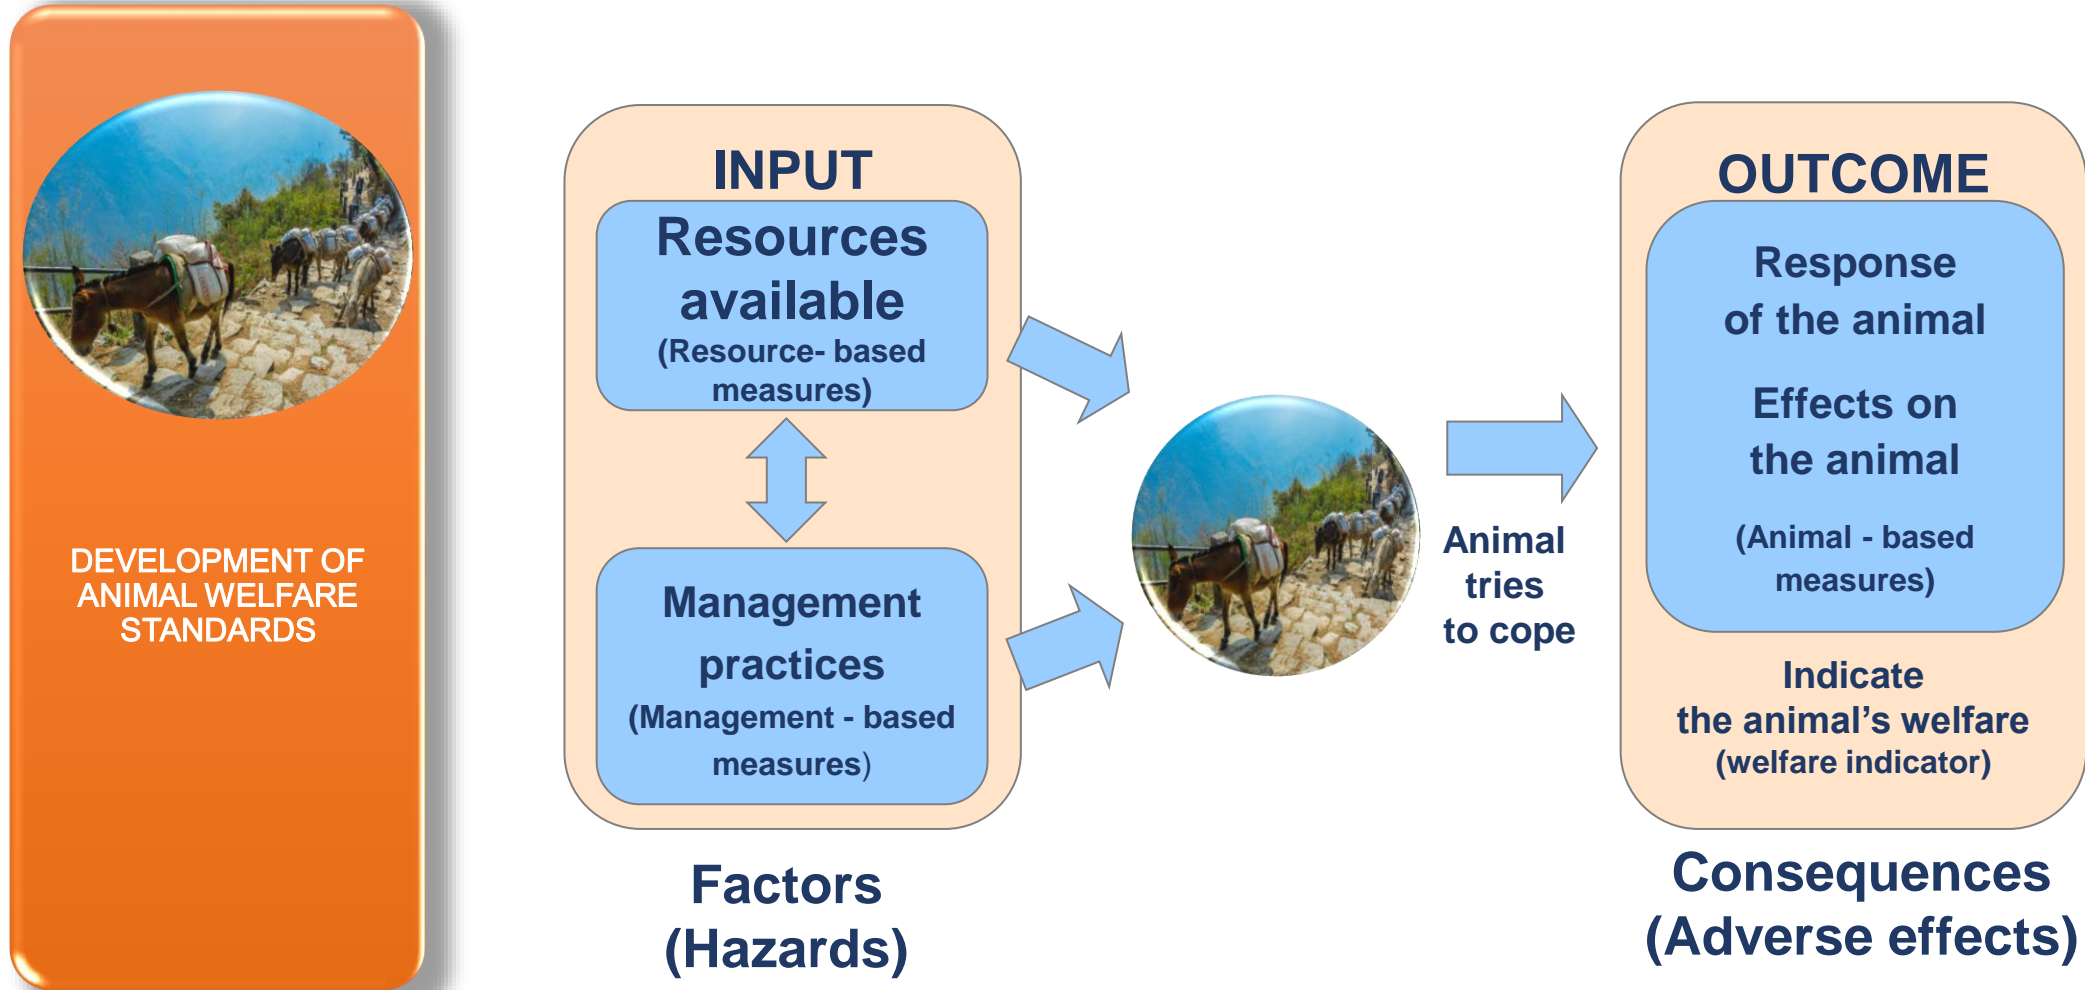 DEVELOPMENT OF
ANIMAL WELFARE
STANDARDS
INPUT
Resources
available
(Resource- based
measures)
Management
practices
(Management - based
measures)
Factors
(Hazards)
Animal
tries
to cope
OUTCOME
Response
of the animal
Effects on
the animal
(Animal - based
measures)
Indicate
the animal’s welfare
(welfare indicator)
Consequences
(Adverse effects)